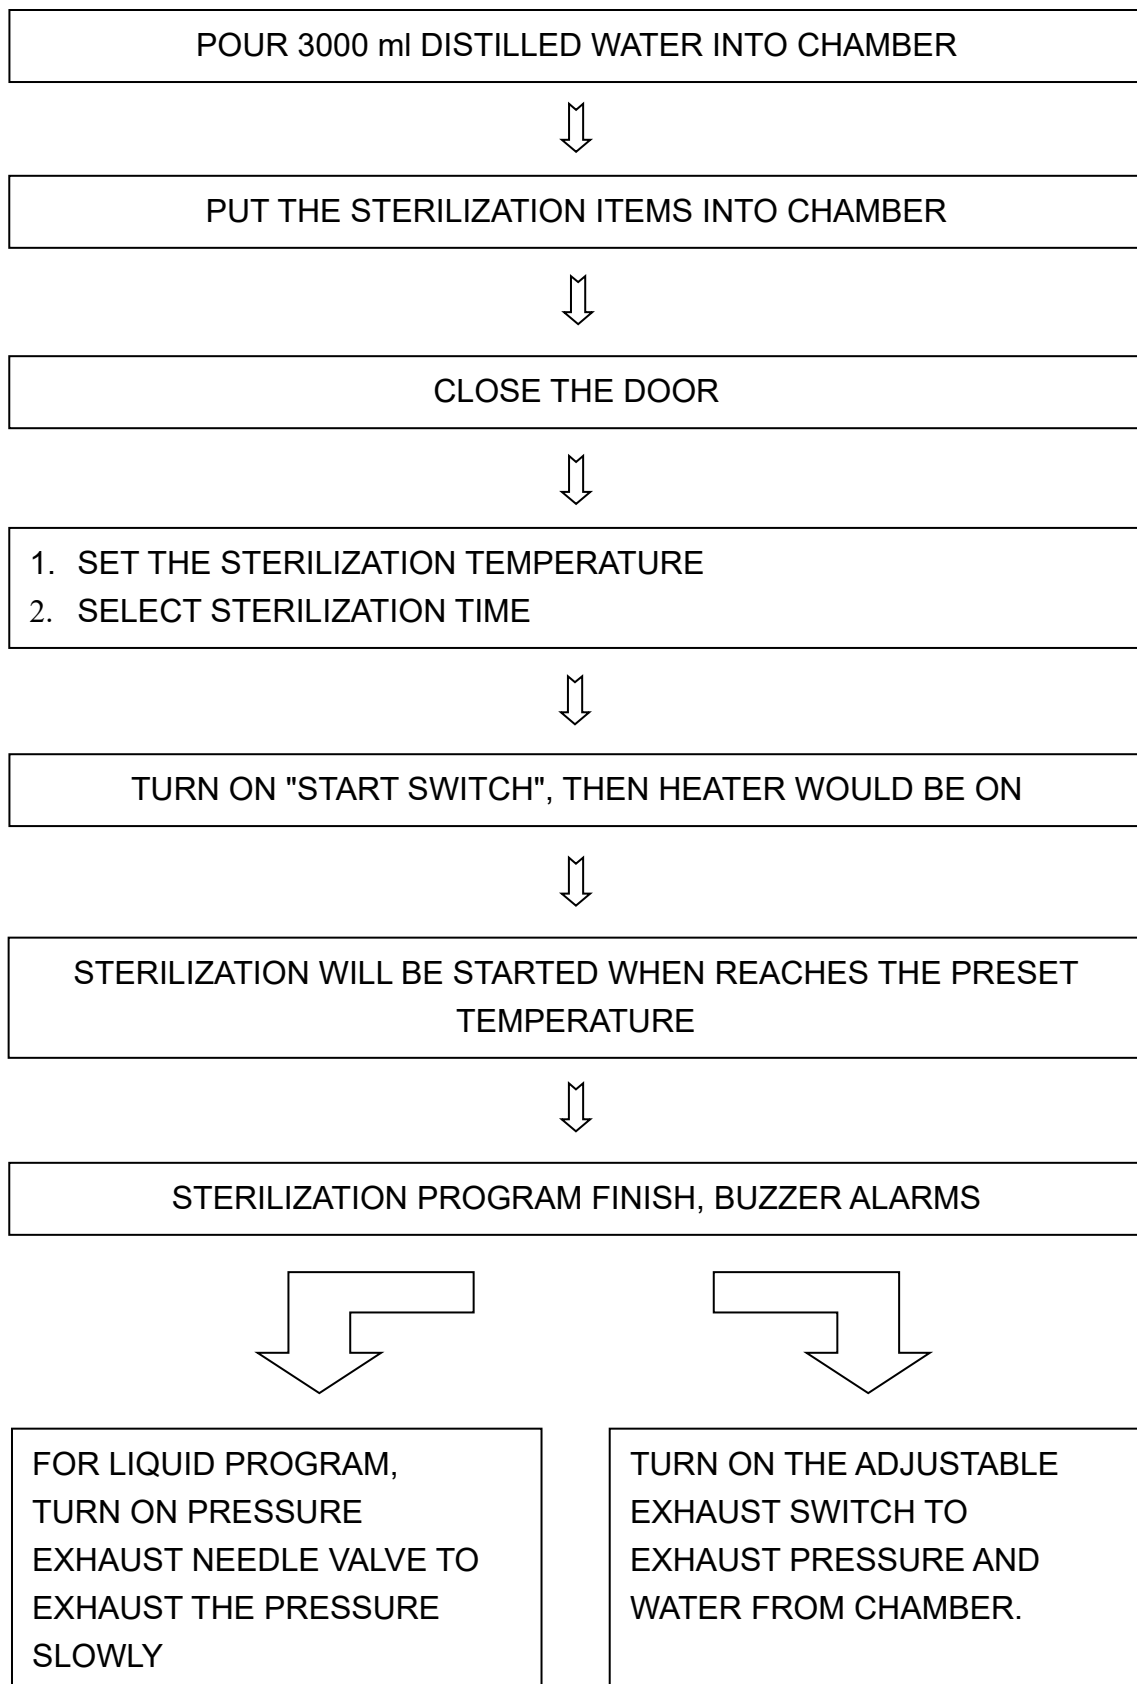 POUR 3000 ml DISTILLED WATER INTO CHAMBER
PUT THE STERILIZATION ITEMS INTO CHAMBER
CLOSE THE DOOR
1. SET THE STERILIZATION TEMPERATURE
2. SELECT STERILIZATION TIME
TURN ON "START SWITCH", THEN HEATER WOULD BE ON
STERILIZATION WILL BE STARTED WHEN REACHES THE PRESET
TEMPERATURE
STERILIZATION PROGRAM FINISH, BUZZER ALARMS
FOR LIQUID PROGRAM,
TURN ON PRESSURE
EXHAUST NEEDLE VALVE TO
EXHAUST THE PRESSURE
SLOWLY
TURN ON THE ADJUSTABLE
EXHAUST SWITCH TO
EXHAUST PRESSURE AND
WATER FROM CHAMBER.